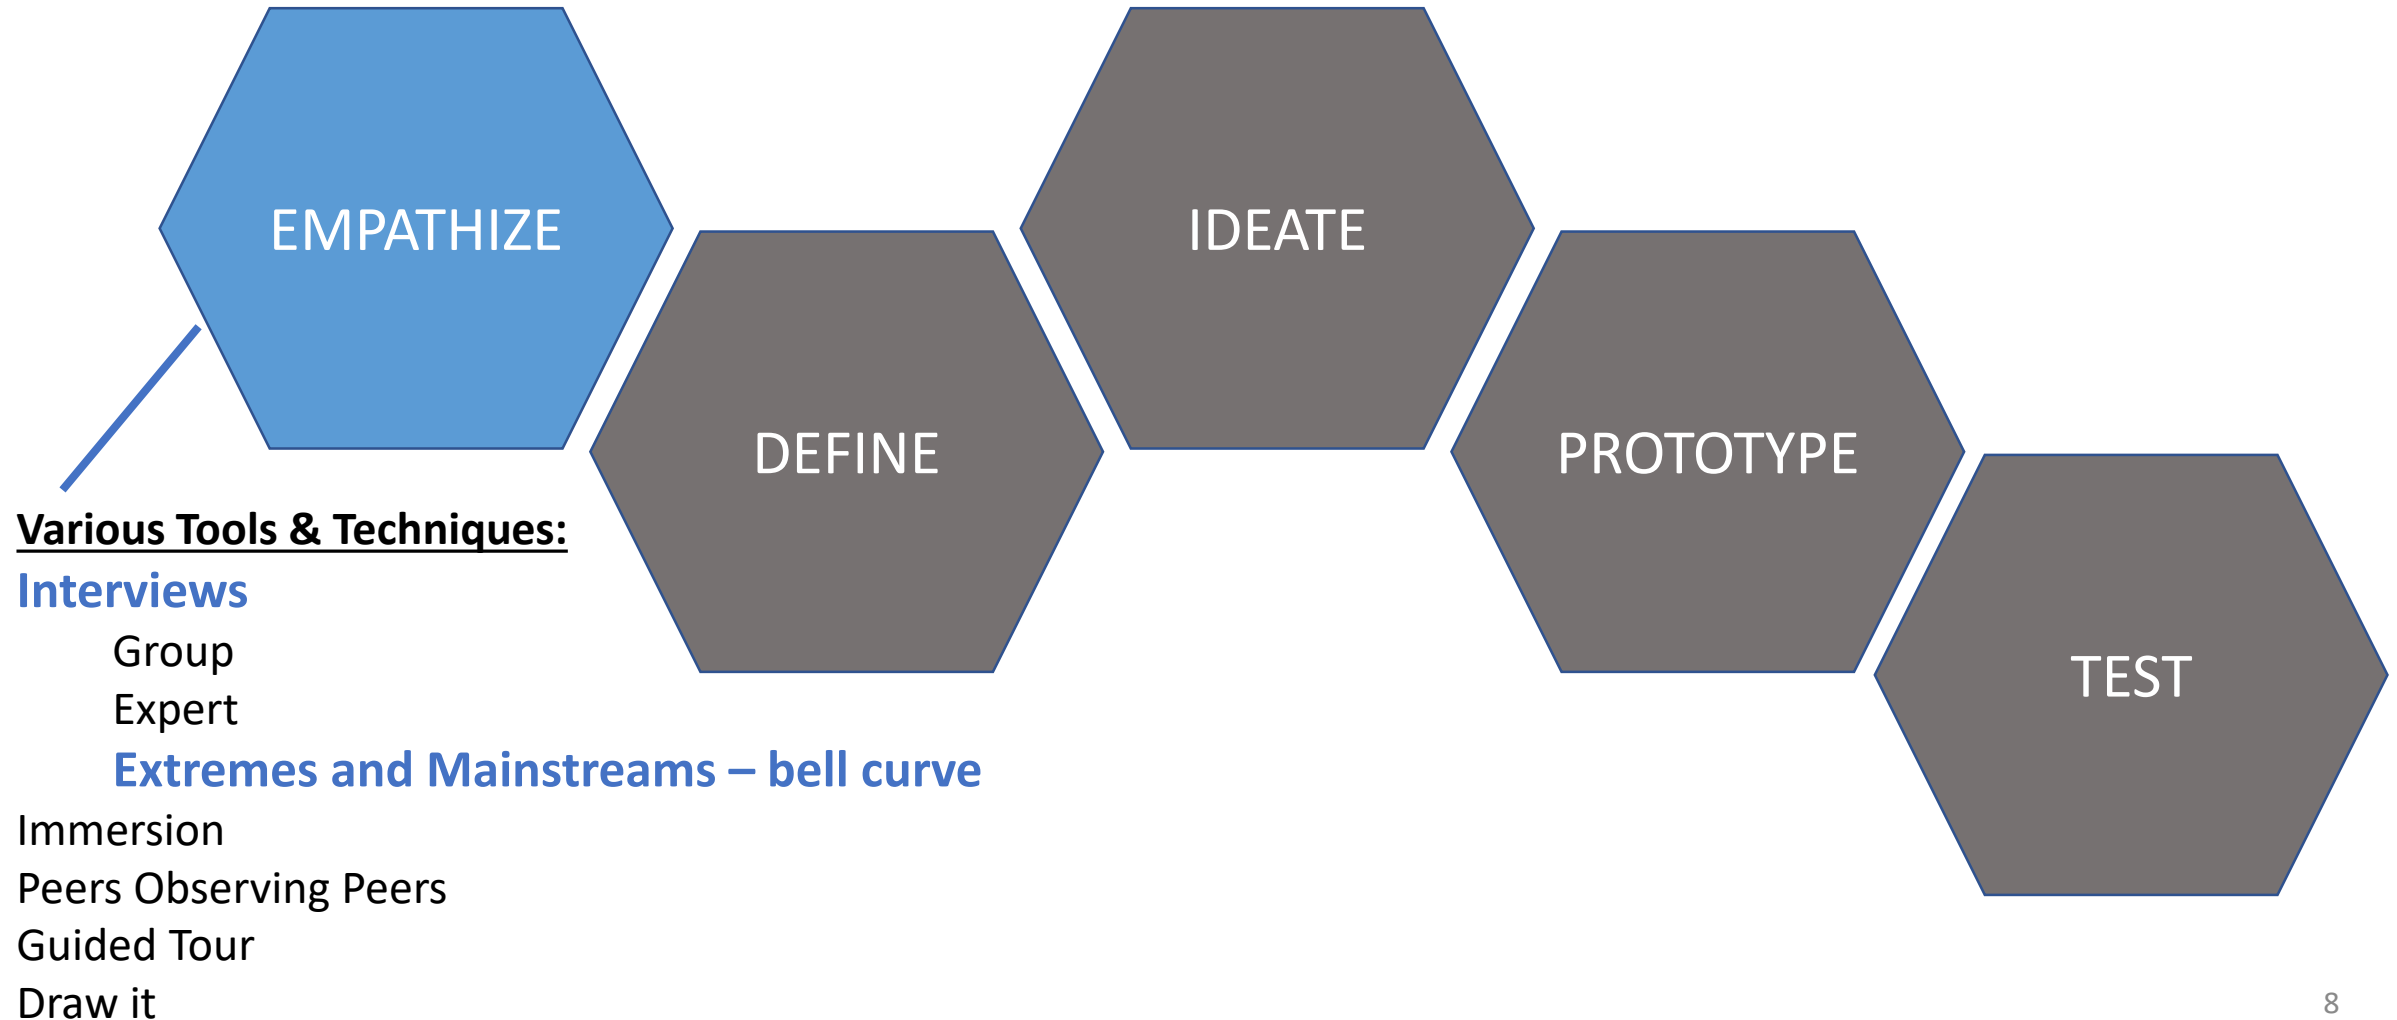 EMPATHIZE
IDEATE
DEFINE
PROTOTYPE
TEST
Various Tools & Techniques:
Interviews
Group
Expert
Extremes and Mainstreams – bell curve
Immersion
Peers Observing Peers
Guided Tour
Draw it
8